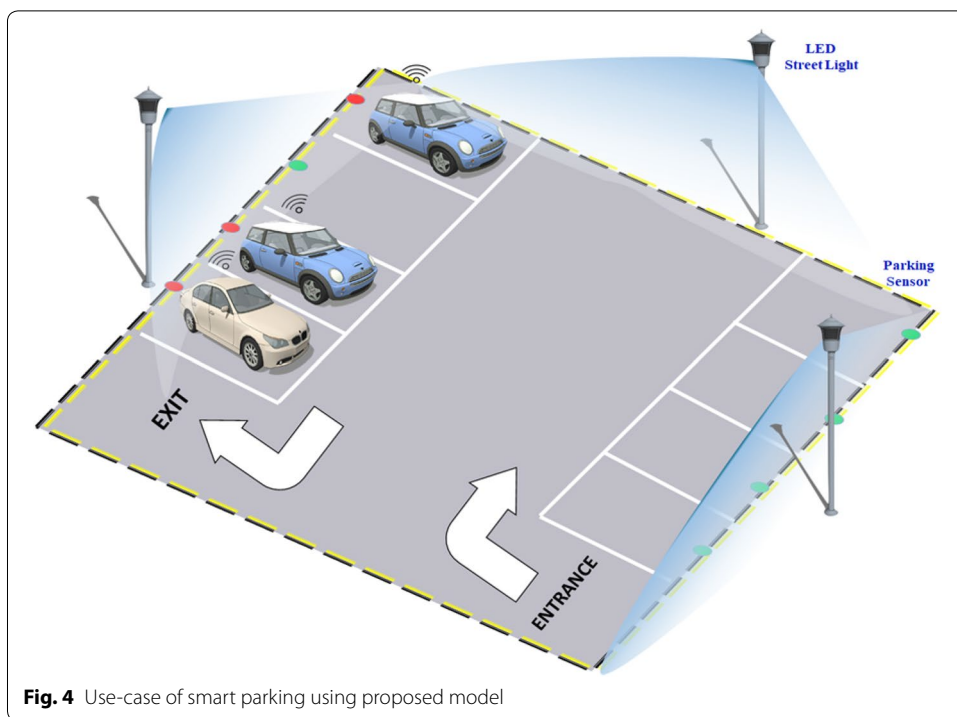 LED
Street Light
Parking
Sensor
EXIT
ENTRANCE
Fig. 4 Use-case of smart parking using proposed model